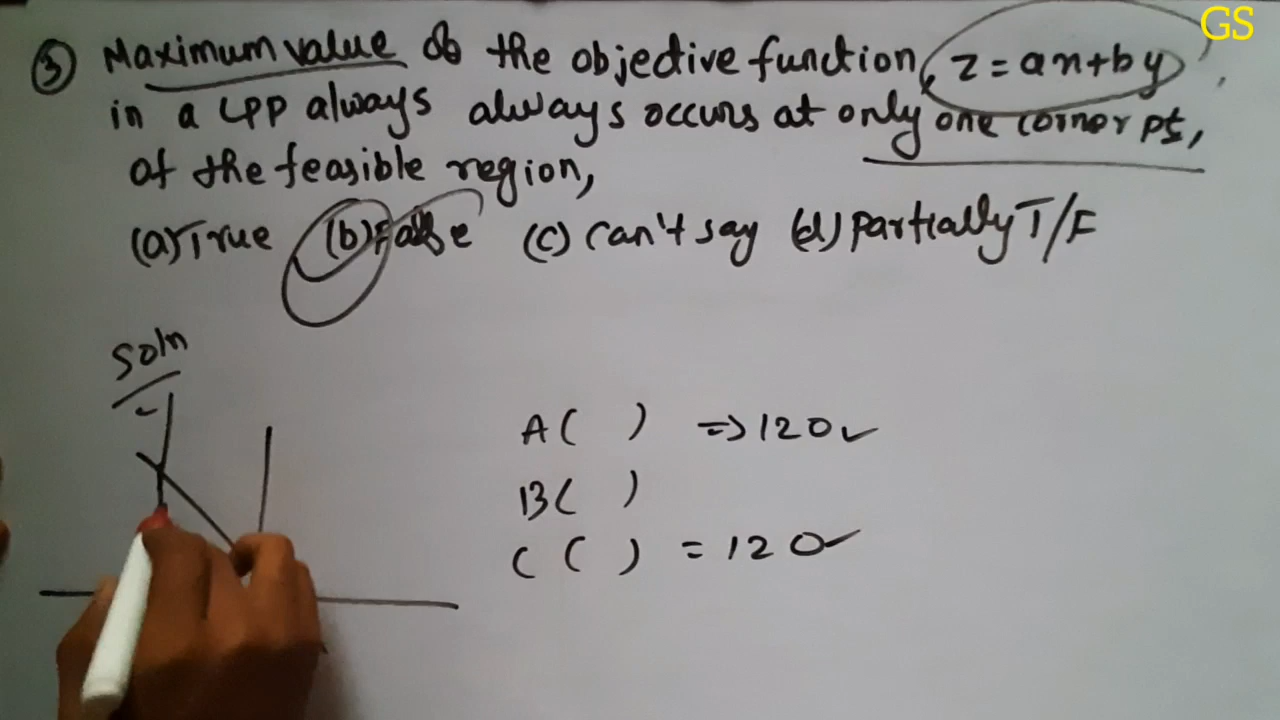 GS
③ Maximum value of the objective function, z = ax+by
in a LPP always always occurs at only one corner pt,
of the feasible region,
(a) True (b) False (c) can't say (d) partially T/F
Soln
A( ) => 120 ✓
B( )
C ( ) = 120 ✓